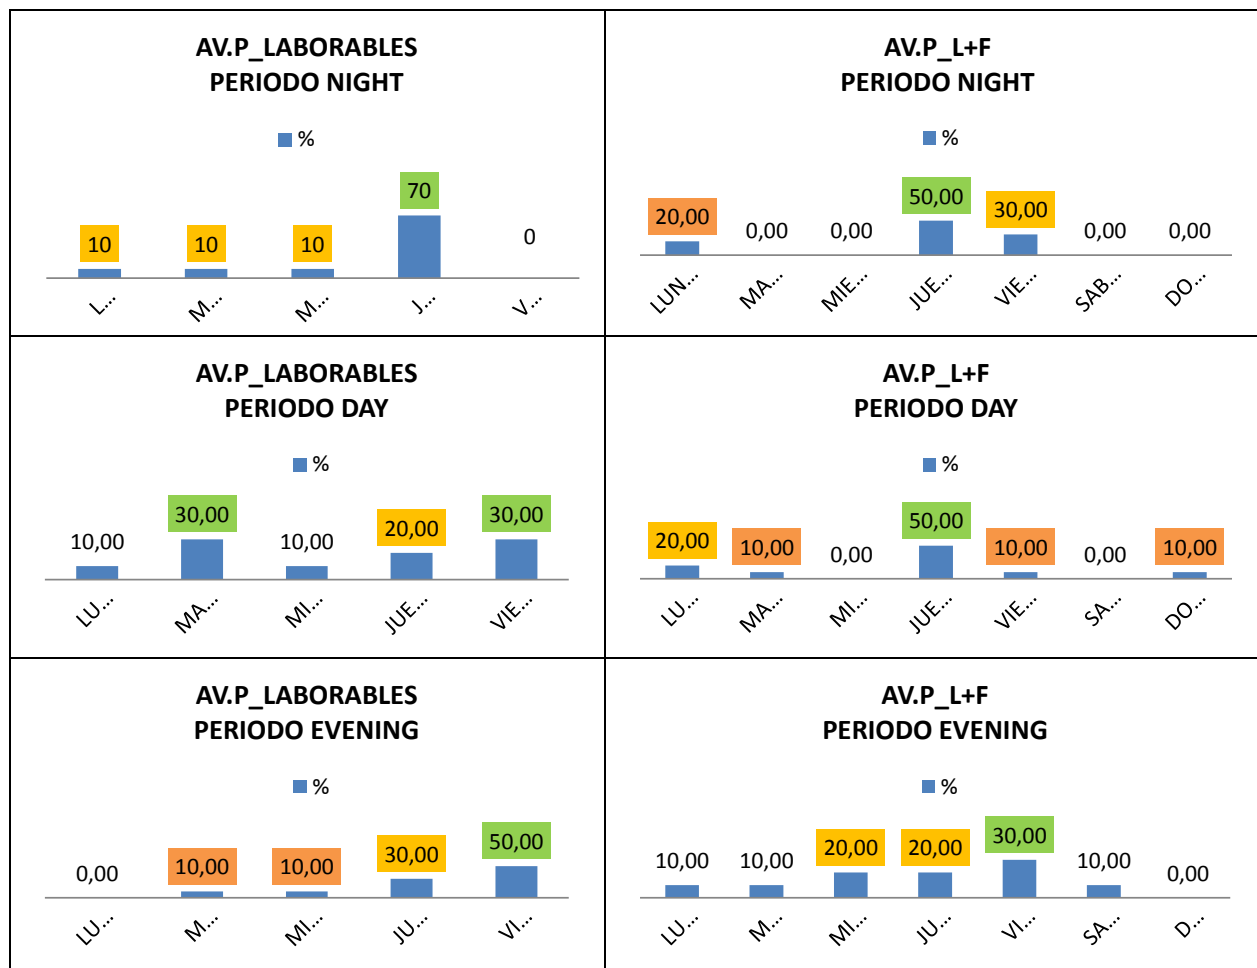 AV.P_LABORABLES
PERIODO NIGHT
%
10 10 10 70 0
L... M... M... J... V...
AV.P_L+F
PERIODO NIGHT
%
20,00 0,00 0,00 50,00 30,00 0,00 0,00
LUN... MA... MIE... JUE... VIE... SAB... DO...
AV.P_LABORABLES
PERIODO DAY
%
10,00 30,00 10,00 20,00 30,00
LU... MA... MI... JUE... VIE...
AV.P_L+F
PERIODO DAY
%
20,00 10,00 0,00 50,00 10,00 0,00 10,00
LU... MA... MI... JUE... VIE... SA... DO...
AV.P_LABORABLES
PERIODO EVENING
%
0,00 10,00 10,00 30,00 50,00
LU... M... MI... JU... VI...
AV.P_L+F
PERIODO EVENING
%
10,00 10,00 20,00 20,00 30,00 10,00 0,00
LU... M... MI... JU... VI... SA... D...